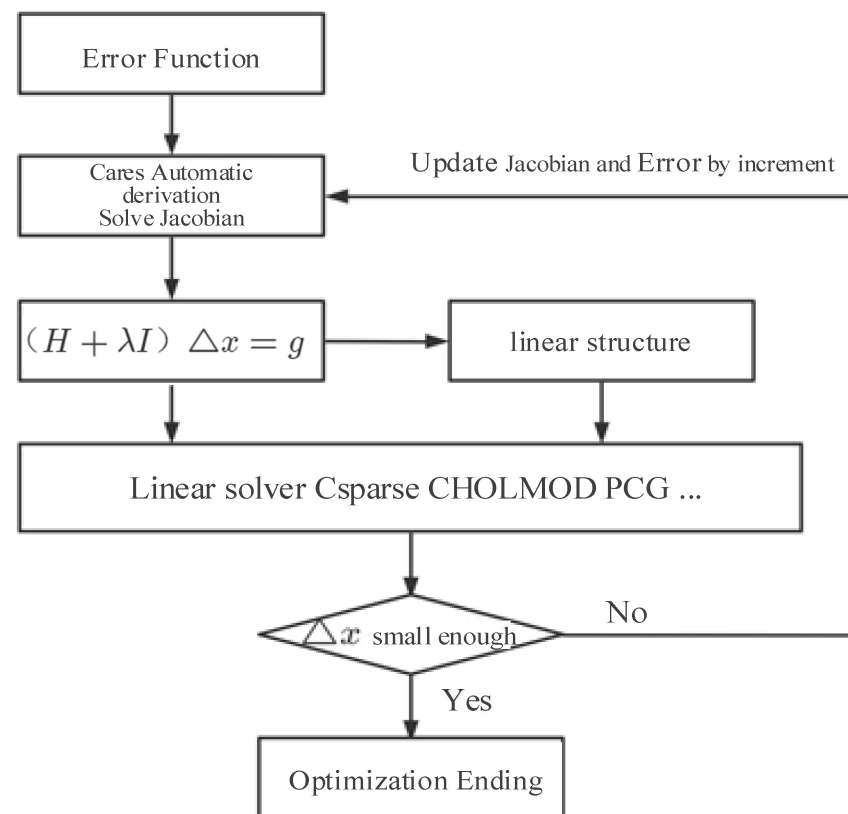 Error Function
Cares Automatic
derivation
Solve Jacobian
Update Jacobian and Error by increment
(H + λI) △x = g
linear structure
Linear solver Csparse CHOLMOD PCG ...
△x small enough
No
Yes
Optimization Ending